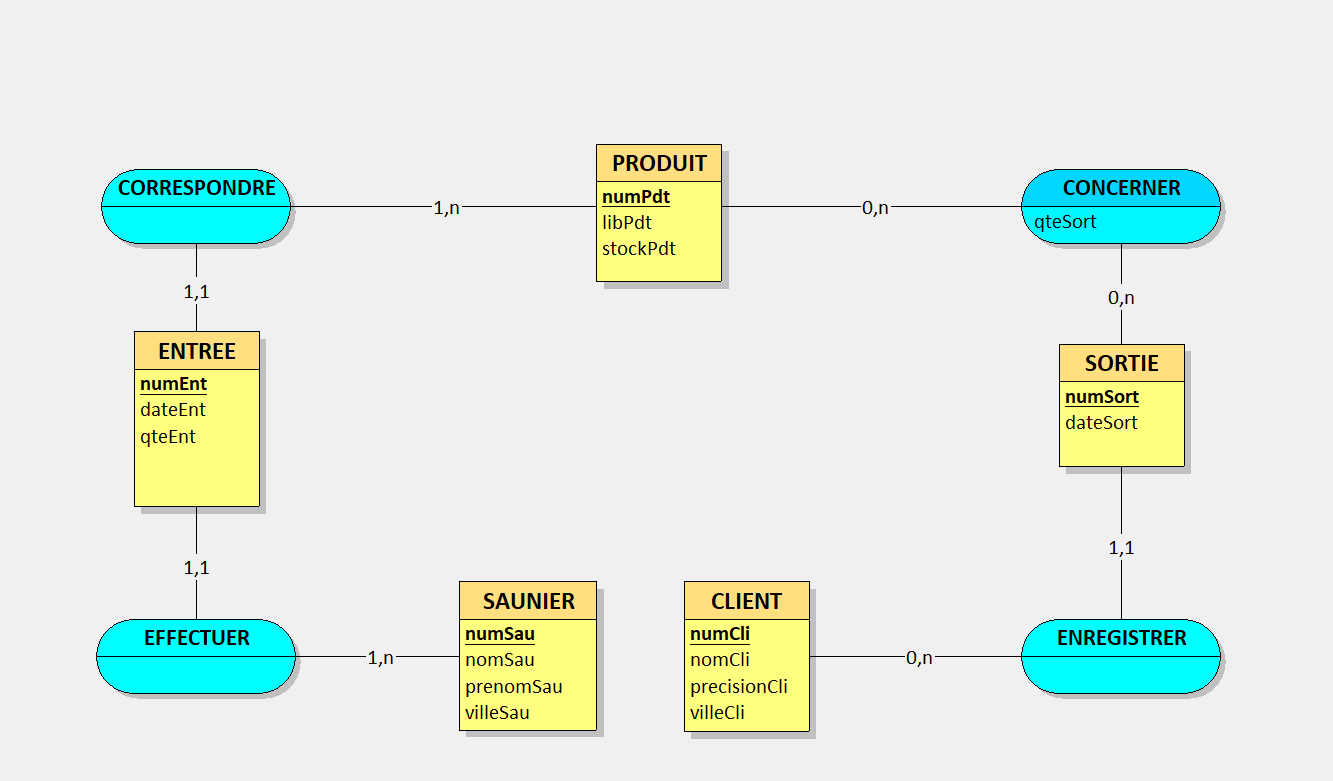 PRODUIT
numPdt
libPdt
stockPdt
CORRESPONDRE
1,n
0,n
CONCERNER
qteSort
1,1
0,n
ENTREE
numEnt
dateEnt
qteEnt
SORTIE
numSort
dateSort
1,1
1,1
EFFECTUER
1,n
SAUNIER
numSau
nomSau
prenomSau
villeSau
CLIENT
numCli
nomCli
precisionCli
villeCli
0,n
ENREGISTRER